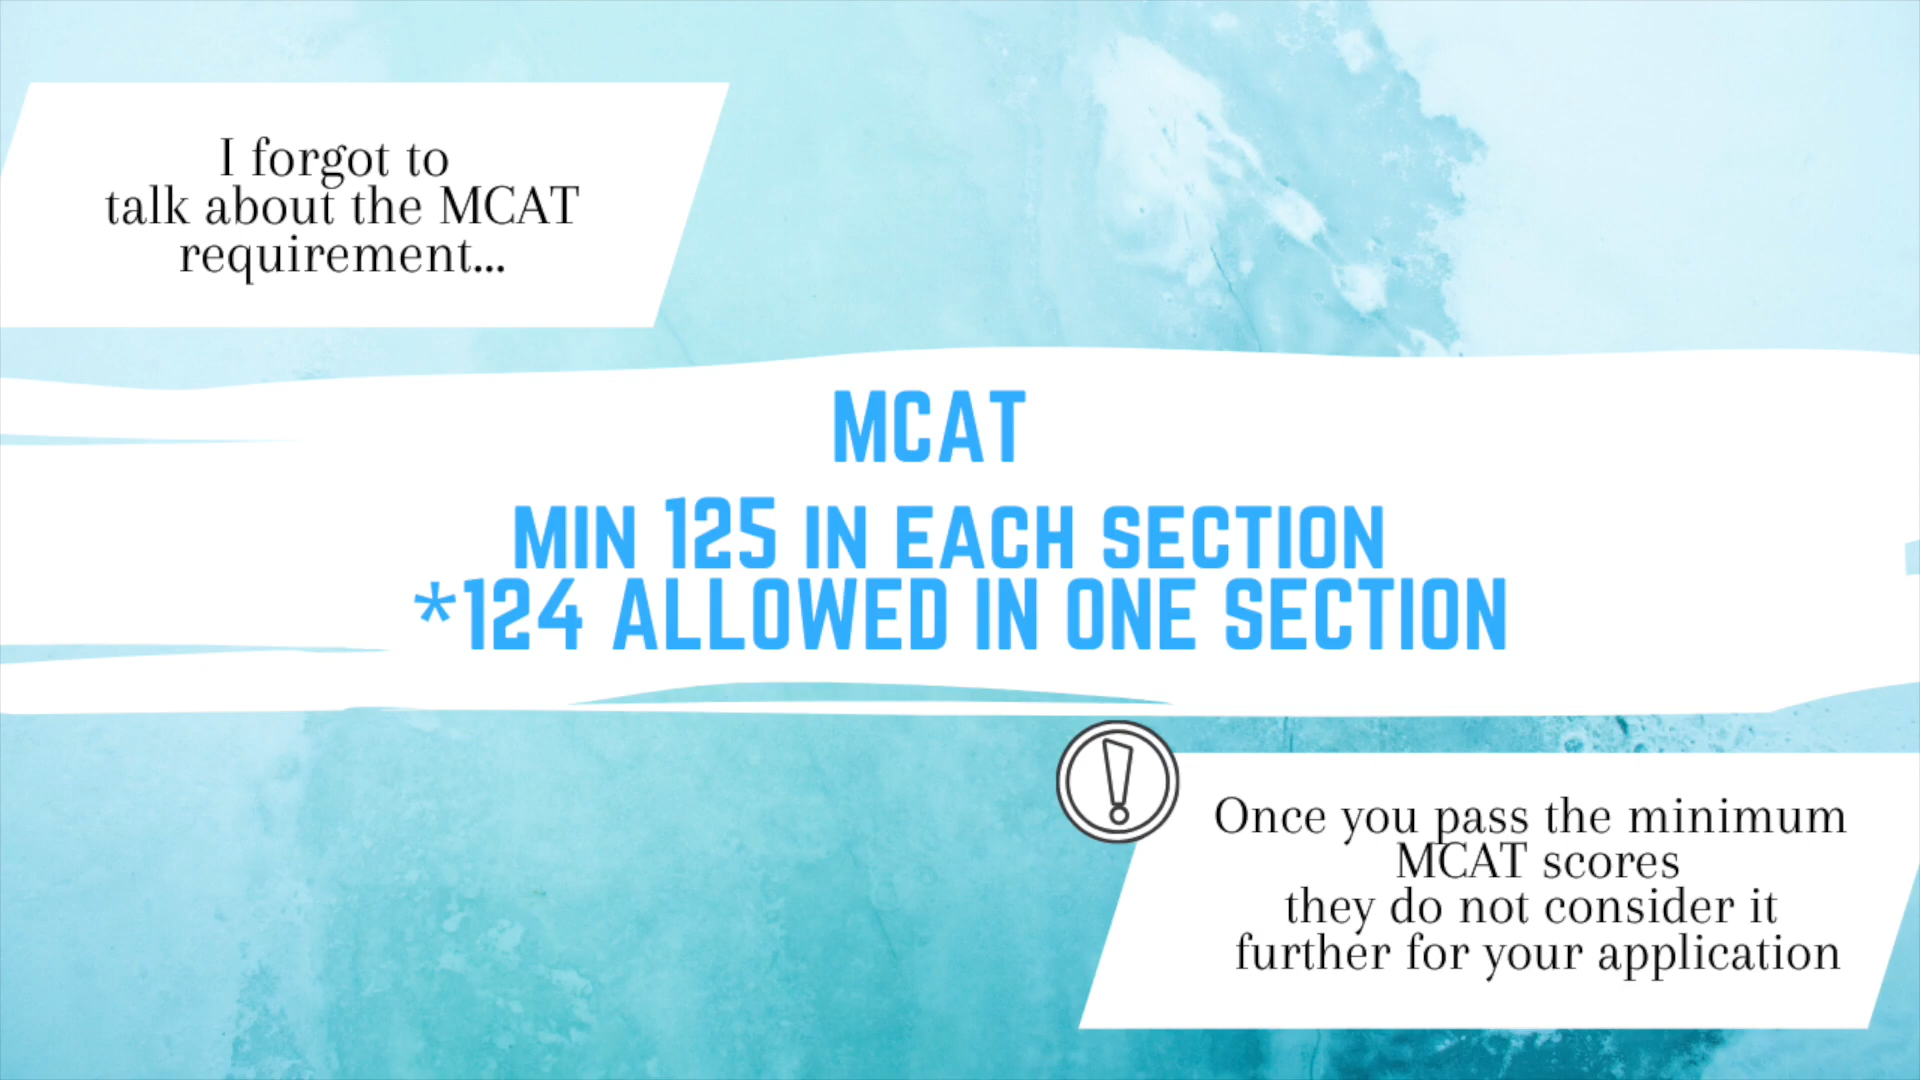 I forgot to
talk about the MCAT
requirement...
MCAT
MIN 125 IN EACH SECTION
*124 ALLOWED IN ONE SECTION
Once you pass the minimum
MCAT scores
they do not consider it
further for your application